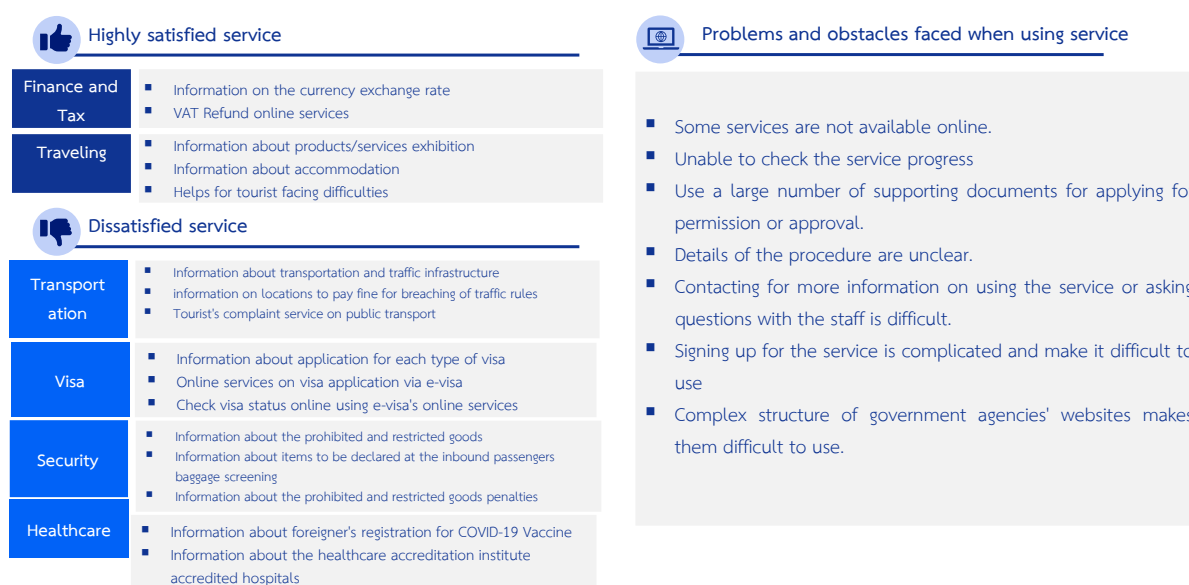 Highly satisfied service
Finance and
Tax
▪ Information on the currency exchange rate
▪ VAT Refund online services
Traveling
▪ Information about products/services exhibition
▪ Information about accommodation
▪ Helps for tourist facing difficulties
Dissatisfied service
Transport
ation
▪ Information about transportation and traffic infrastructure
▪ information on locations to pay fine for breaching of traffic rules
▪ Tourist's complaint service on public transport
Visa
▪ Information about application for each type of visa
▪ Online services on visa application via e-visa
▪ Check visa status online using e-visa's online services
Security
▪ Information about the prohibited and restricted goods
▪ Information about items to be declared at the inbound passengers
baggage screening
▪ Information about the prohibited and restricted goods penalties
Healthcare
▪ Information about foreigner's registration for COVID-19 Vaccine
▪ Information about the healthcare accreditation institute
accredited hospitals
Problems and obstacles faced when using service
▪ Some services are not available online.
▪ Unable to check the service progress
▪ Use a large number of supporting documents for applying fo
permission or approval.
▪ Details of the procedure are unclear.
▪ Contacting for more information on using the service or asking
questions with the staff is difficult.
▪ Signing up for the service is complicated and make it difficult to
use
▪ Complex structure of government agencies' websites makes
them difficult to use.